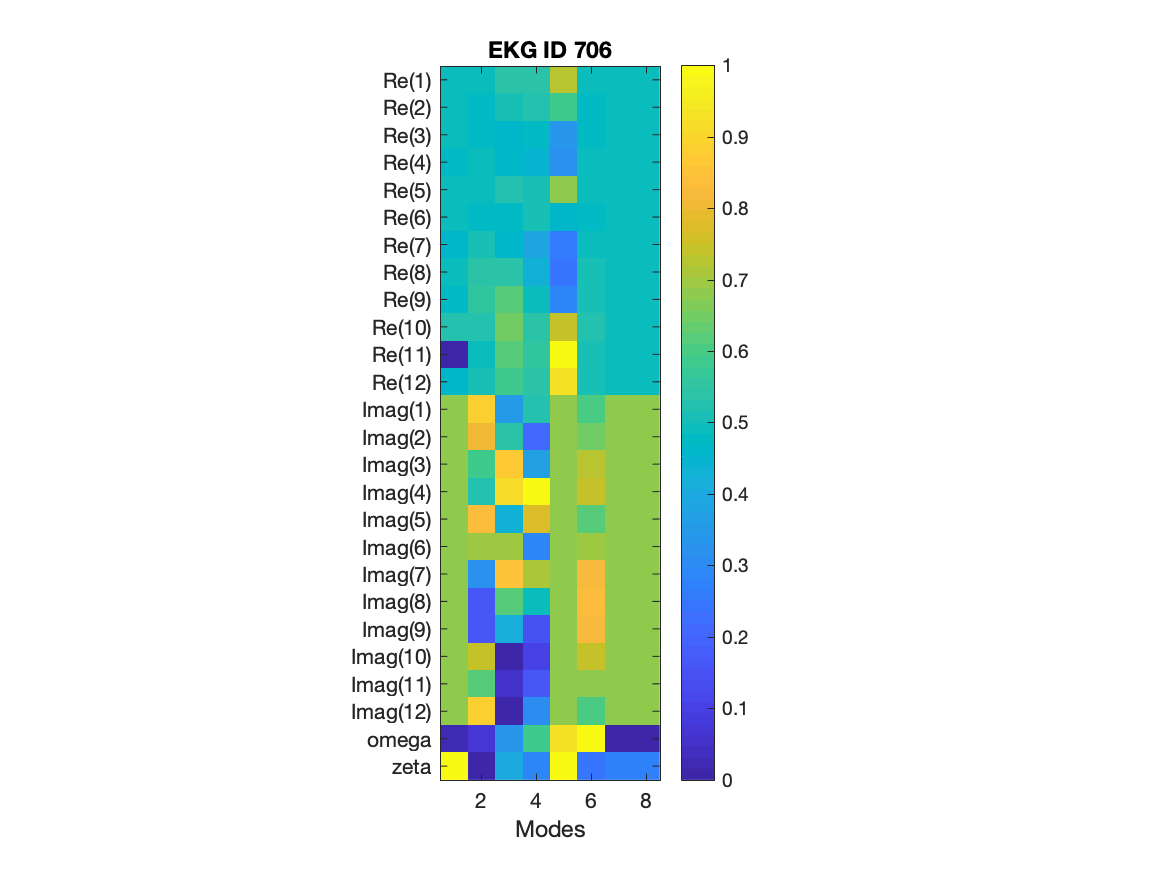 EKG ID 706
Re(1)
Re(2)
Re(3)
Re(4)
Re(5)
Re(6)
Re(7)
Re(8)
Re(9)
Re(10)
Re(11)
Re(12)
Imag(1)
Imag(2)
Imag(3)
Imag(4)
Imag(5)
Imag(6)
Imag(7)
Imag(8)
Imag(9)
Imag(10)
Imag(11)
Imag(12)
omega
zeta
2 4 6 8
Modes
1
0.9
0.8
0.7
0.6
0.5
0.4
0.3
0.2
0.1
0